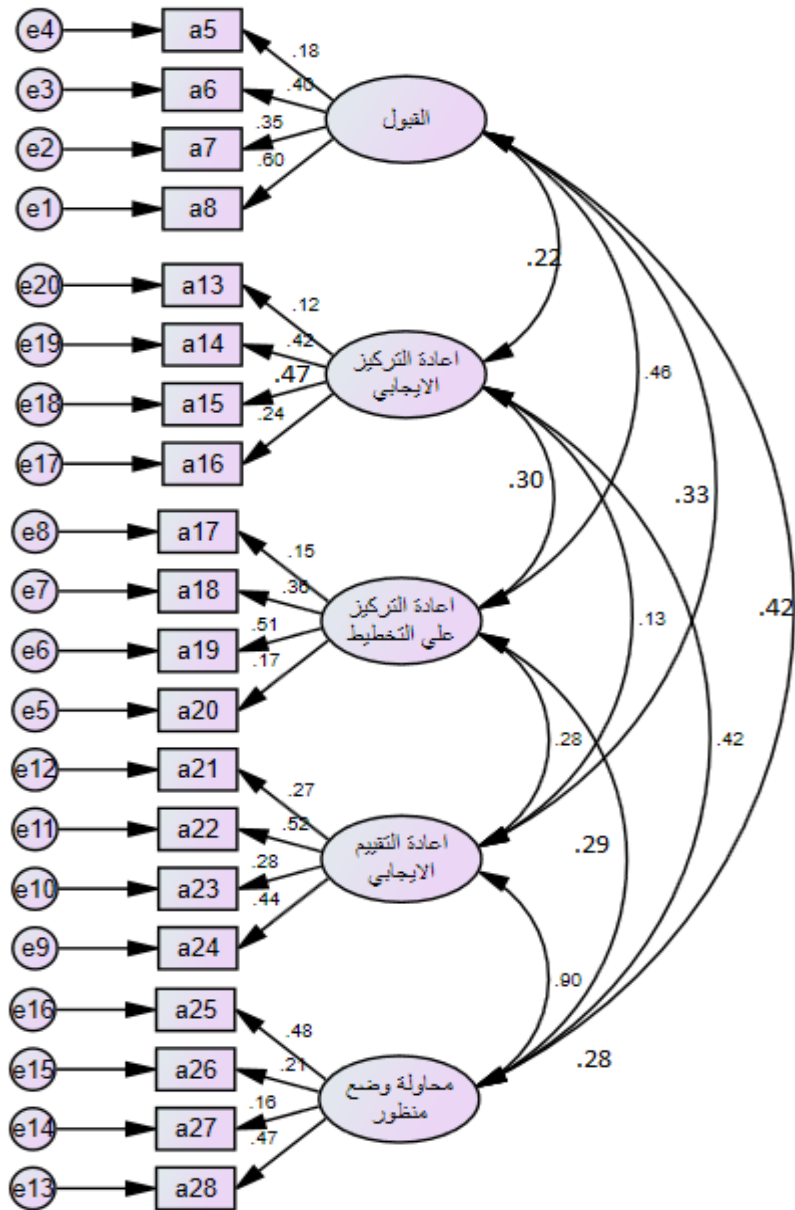 e4
a5
.18
e3
a6
.40
القبول
e2
a7
.35
e1
a8
.60
.22
e20
a13
.12
e19
a14
.42
اعادة التركيز
الايجابي
e18
a15
.47
.46
e17
a16
.24
.30
.33
e8
a17
.15
e7
a18
.36
اعادة التركيز
علي التخطيط
.42
e6
a19
.51
.13
e5
a20
.17
.28
.42
e12
a21
.27
e11
a22
.52
اعادة التقييم
الايجابي
.29
e10
a23
.28
e9
a24
.44
.90
e16
a25
.48
.28
e15
a26
.21
محاولة وضع
منظور
e14
a27
.16
e13
a28
.47